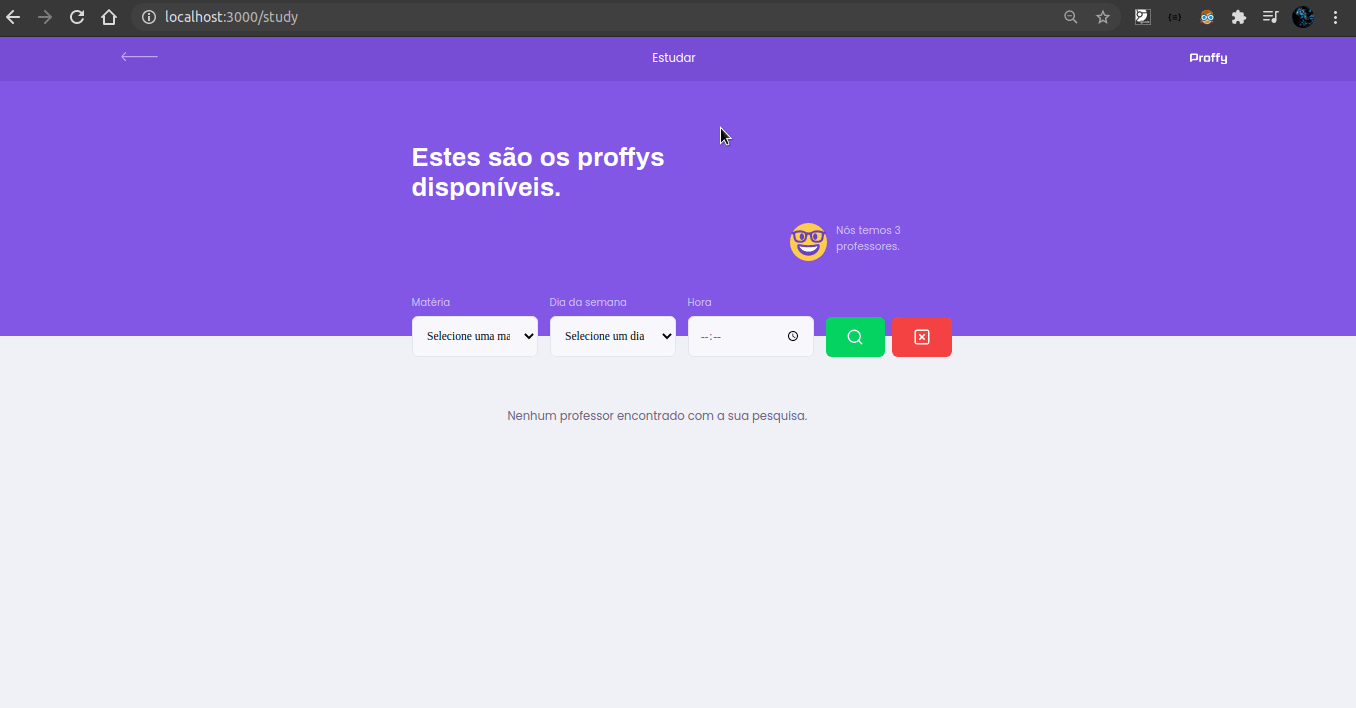 localhost:3000/study
Estudar
Proffy
Estes são os proffys
disponíveis.
Nós temos 3
professores.
Matéria
Dia da semana
Hora
Selecione uma ma
Selecione um dia
--:--
Nenhum professor encontrado com a sua pesquisa.